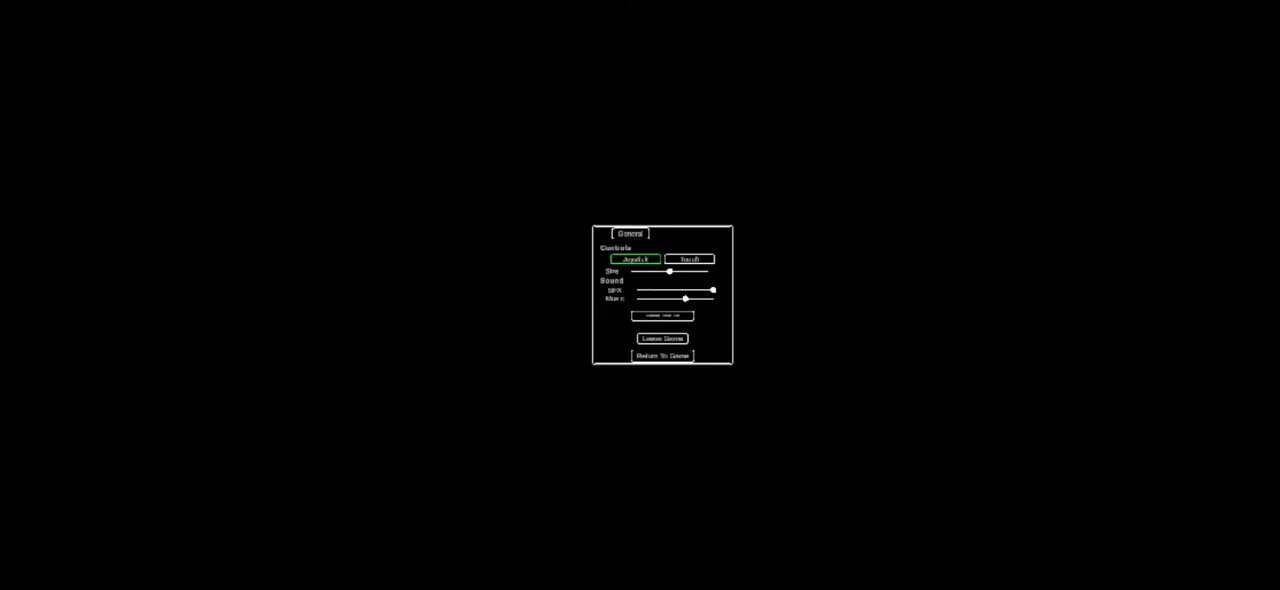 General
Controls
Joystick Touch
Size
Sound
SFX
Music
Leave Game
Return To Game